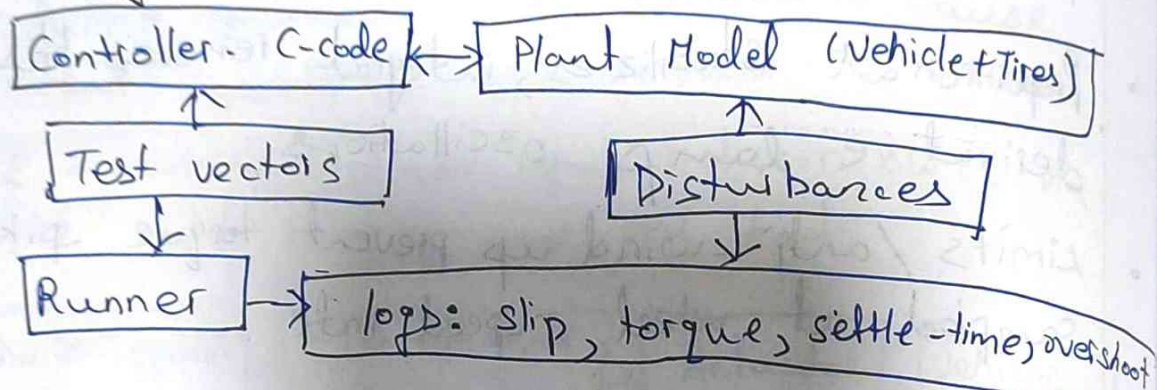 Controller. C-code
Plant Model (Vehicle+Tires)
Test vectors
Disturbances
Runner
logs: slip, torque, settle-time, overshoot